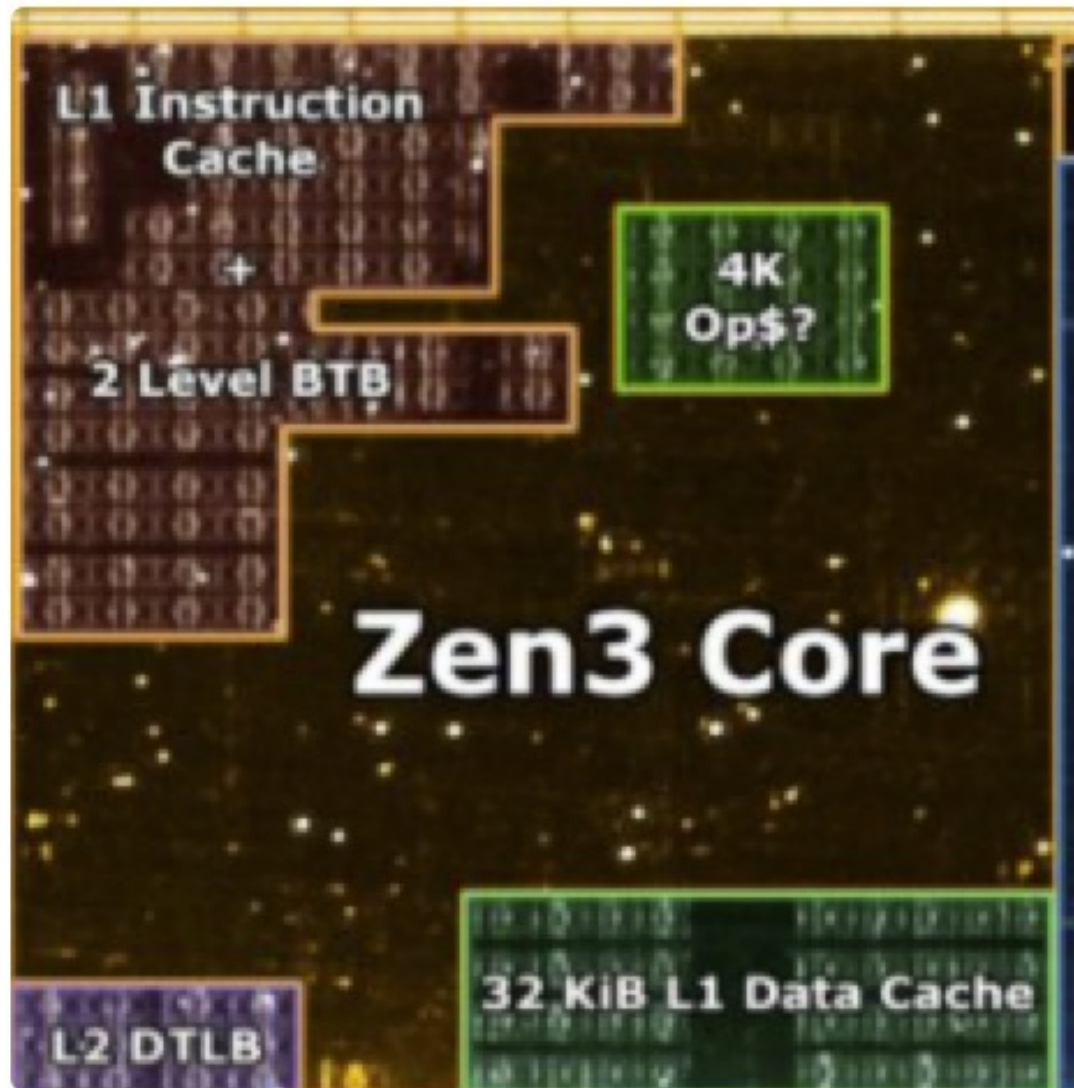 L1 Instruction
Cache
+
4K
Op$?
2 Level BTB
Zen3 Core
32 KiB L1 Data Cache
L2 DTLB